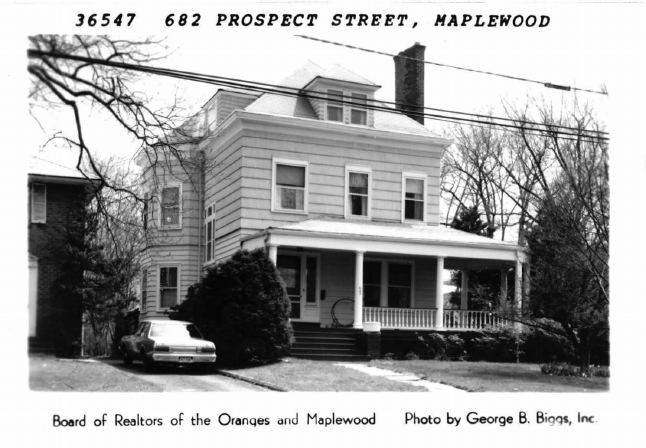 36547 682 PROSPECT STREET, MAPLEWOOD
Board of Realtors of the Oranges and Maplewood Photo by George B. Biggs, Inc.